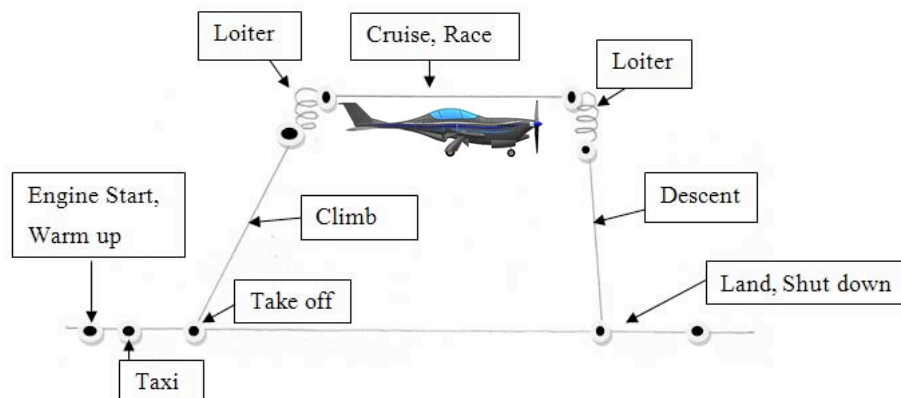 Loiter
Cruise, Race
Loiter
Engine Start,
Warm up
Climb
Descent
Take off
Land, Shut down
Taxi